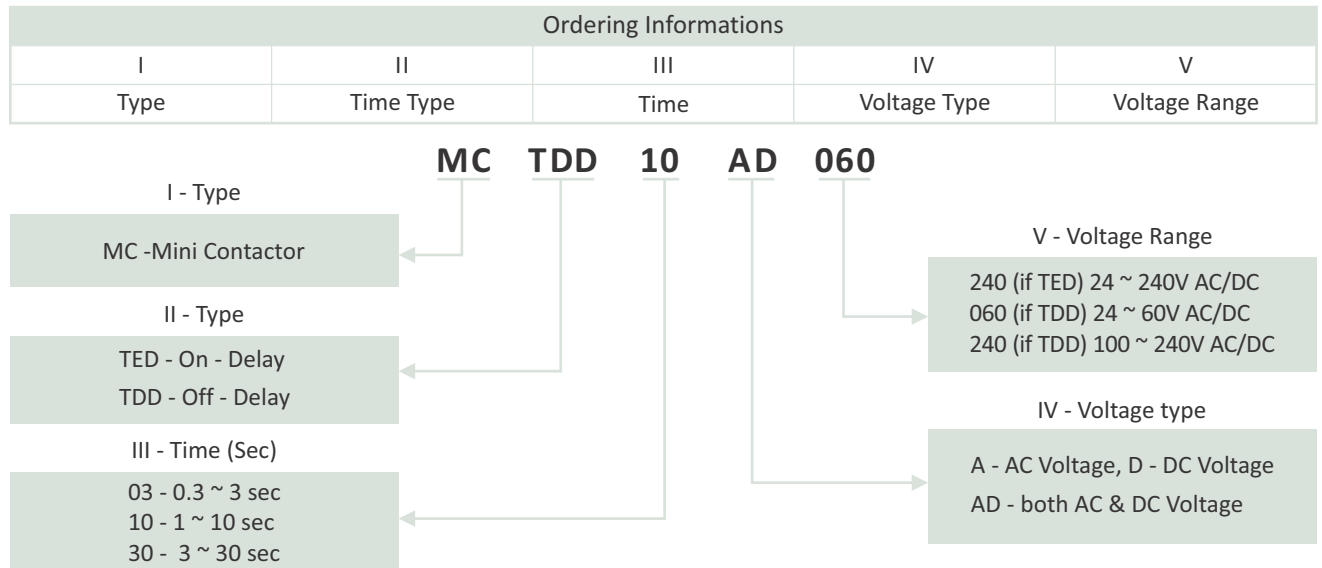 Ordering Informations
I II III IV V
Type Time Type Time Voltage Type Voltage Range
MC TDD 10 AD 060
I - Type
MC -Mini Contactor
II - Type
TED - On - Delay
TDD - Off - Delay
III - Time (Sec)
03 - 0.3 ~ 3 sec
10 - 1 ~ 10 sec
30 - 3 ~ 30 sec
V - Voltage Range
240 (if TED) 24 ~ 240V AC/DC
060 (if TDD) 24 ~ 60V AC/DC
240 (if TDD) 100 ~ 240V AC/DC
IV - Voltage type
A - AC Voltage, D - DC Voltage
AD - both AC & DC Voltage